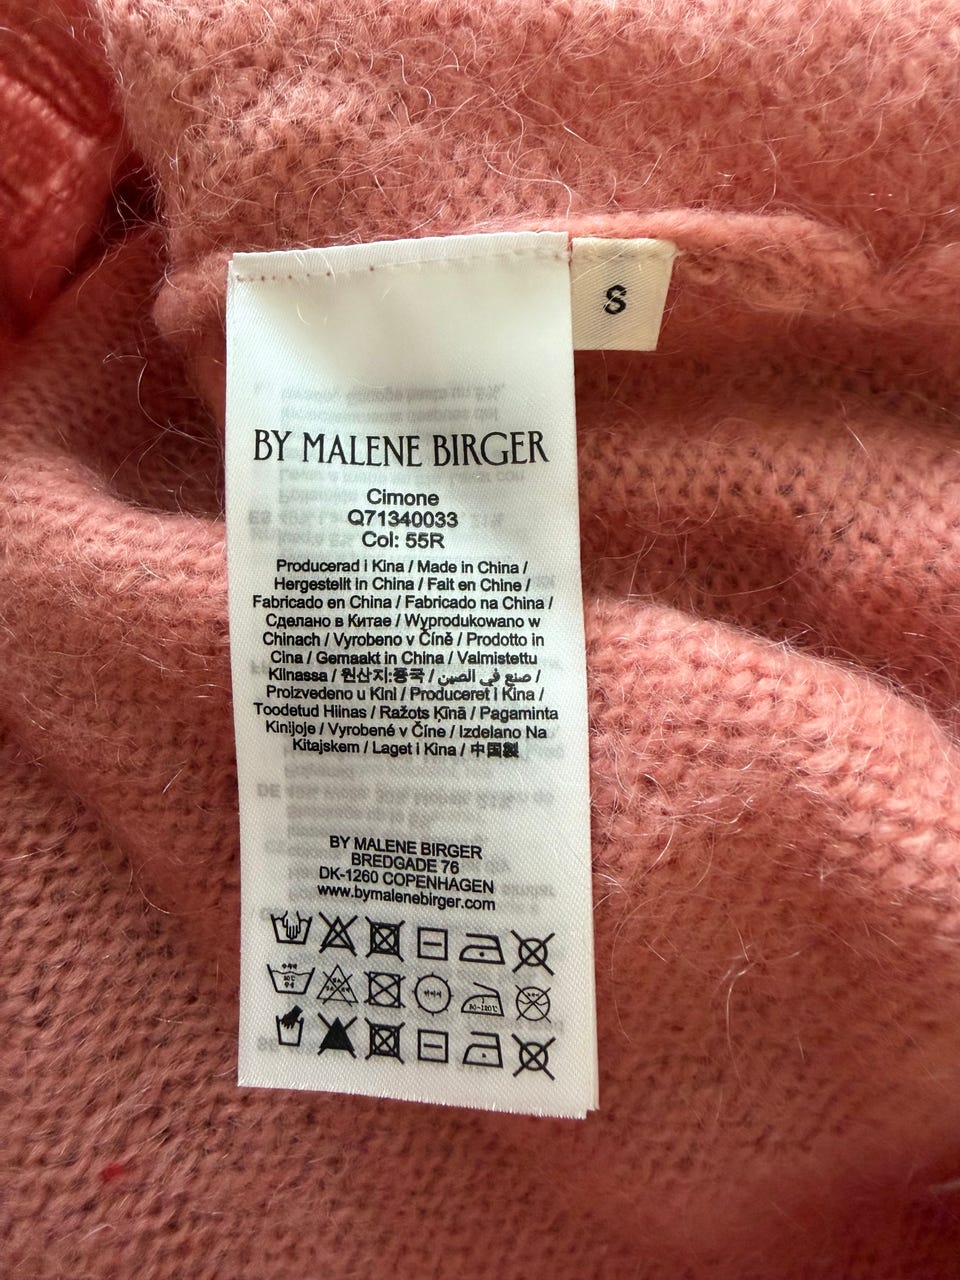 S
BY MALENE BIRGER
Cimone
Q71340033
Col: 55R
Producerad i Kina / Made in China /
Hergestellt in China / Fait en Chine /
Fabricado en China / Fabricado na China /
Сделано в Китае / Wyprodukowano w
Chinach / Vyrobeno v Číně / Prodotto in
Cina / Gemaakt in China / Valmistettu
Kiinassa / 원산지:중국 / صنع في الصين /
Proizvedeno u Kini / Produceret i Kina /
Toodetud Hiinas / Ražots Ķīnā / Pagaminta
Kinijoje / Vyrobené v Číne / Izdelano Na
Kitajskem / Laget i Kina / 中国製
BY MALENE BIRGER
BREDGADE 76
DK-1260 COPENHAGEN
www.bymalenebirger.com